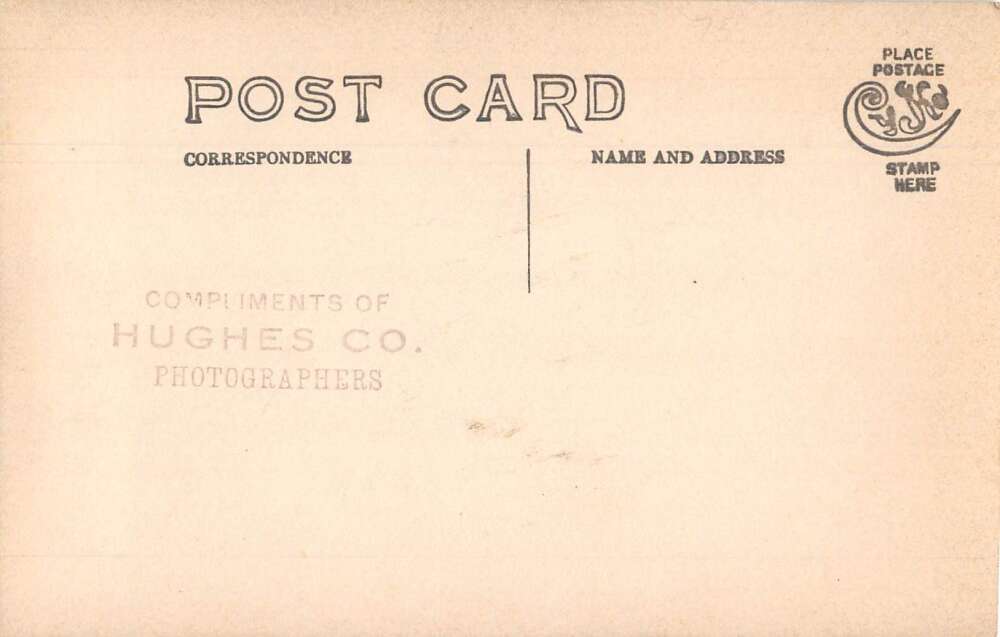 POST CARD
CORRESPONDENCE
NAME AND ADDRESS
PLACE
POSTAGE
STAMP
HERE
COMPLIMENTS OF
HUGHES CO.
PHOTOGRAPHERS